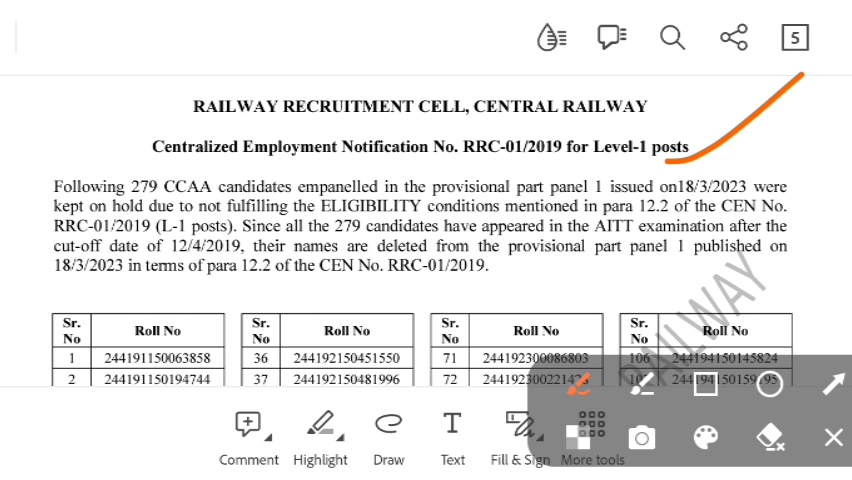 5
RAILWAY RECRUITMENT CELL, CENTRAL RAILWAY
Centralized Employment Notification No. RRC-01/2019 for Level-1 posts
Following 279 CCAA candidates empanelled in the provisional part panel 1 issued on18/3/2023 were
kept on hold due to not fulfilling the ELIGIBILITY conditions mentioned in para 12.2 of the CEN No.
RRC-01/2019 (L-1 posts). Since all the 279 candidates have appeared in the AITT examination after the
cut-off date of 12/4/2019, their names are deleted from the provisional part panel 1 published on
18/3/2023 in terms of para 12.2 of the CEN No. RRC-01/2019.
RAILWAY
Sr. No Roll No Sr. No Roll No Sr. No Roll No Sr. No Roll No
1 244191150063858 36 244192150451550 71 244192300086803 106 244194150145824
2 244191150194744 37 244192150481996 72
Comment Highlight Draw Text Fill & Sign More tools